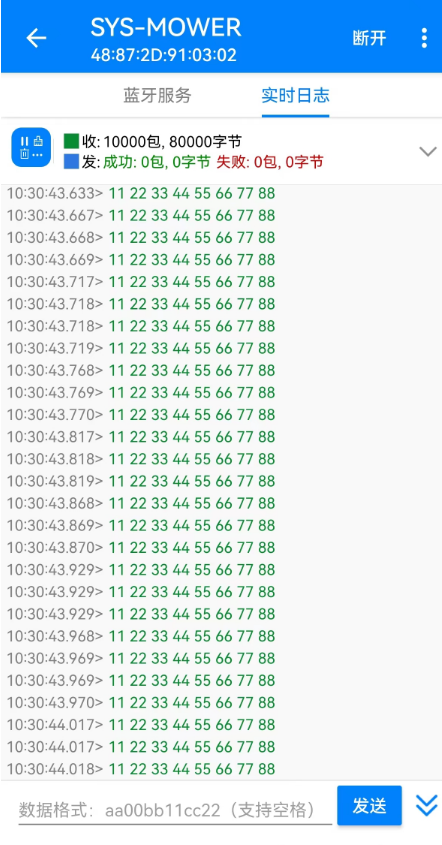 SYS-MOWER
48:87:2D:91:03:02
断开
蓝牙服务 实时日志
收: 10000包, 80000字节
发: 成功: 0包, 0字节 失败: 0包, 0字节
10:30:43.633> 11 22 33 44 55 66 77 88
10:30:43.667> 11 22 33 44 55 66 77 88
10:30:43.668> 11 22 33 44 55 66 77 88
10:30:43.669> 11 22 33 44 55 66 77 88
10:30:43.717> 11 22 33 44 55 66 77 88
10:30:43.718> 11 22 33 44 55 66 77 88
10:30:43.718> 11 22 33 44 55 66 77 88
10:30:43.719> 11 22 33 44 55 66 77 88
10:30:43.768> 11 22 33 44 55 66 77 88
10:30:43.769> 11 22 33 44 55 66 77 88
10:30:43.770> 11 22 33 44 55 66 77 88
10:30:43.817> 11 22 33 44 55 66 77 88
10:30:43.818> 11 22 33 44 55 66 77 88
10:30:43.819> 11 22 33 44 55 66 77 88
10:30:43.868> 11 22 33 44 55 66 77 88
10:30:43.869> 11 22 33 44 55 66 77 88
10:30:43.870> 11 22 33 44 55 66 77 88
10:30:43.929> 11 22 33 44 55 66 77 88
10:30:43.929> 11 22 33 44 55 66 77 88
10:30:43.929> 11 22 33 44 55 66 77 88
10:30:43.968> 11 22 33 44 55 66 77 88
10:30:43.969> 11 22 33 44 55 66 77 88
10:30:43.969> 11 22 33 44 55 66 77 88
10:30:43.970> 11 22 33 44 55 66 77 88
10:30:44.017> 11 22 33 44 55 66 77 88
10:30:44.017> 11 22 33 44 55 66 77 88
10:30:44.018> 11 22 33 44 55 66 77 88
数据格式: aa00bb11cc22（支持空格）
发送